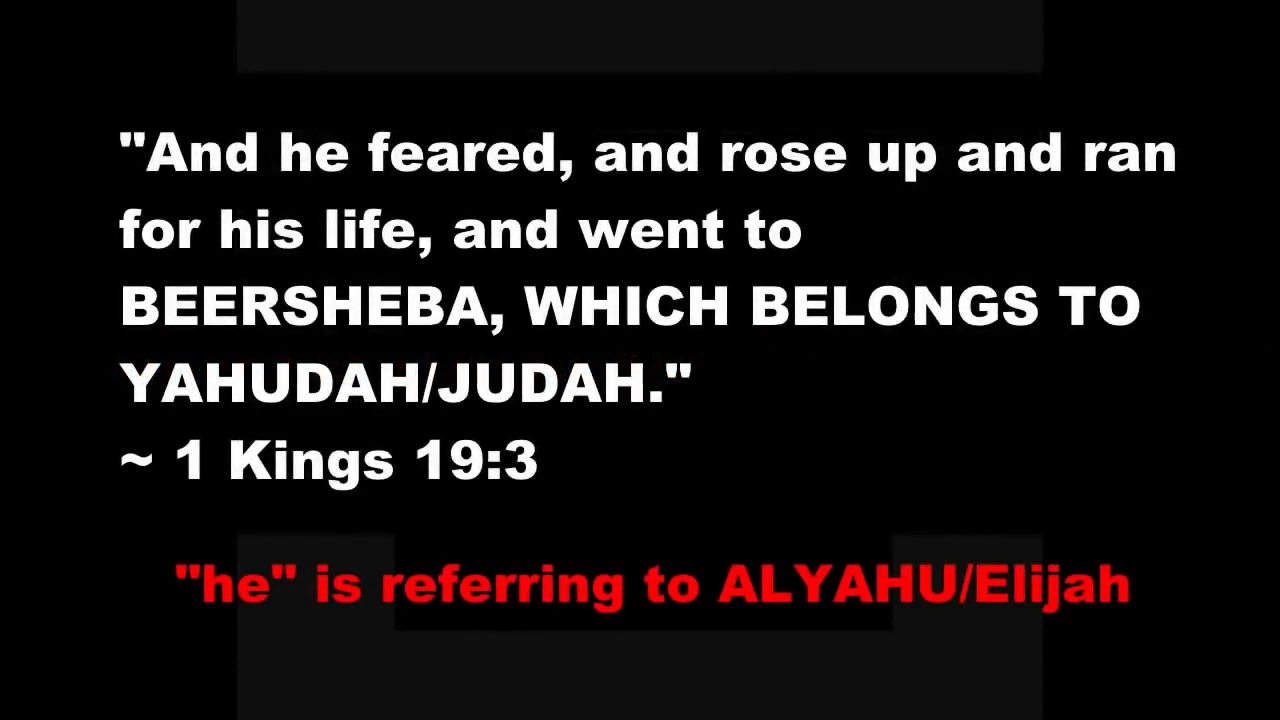 "And he feared, and rose up and ran
for his life, and went to
BEERSHEBA, WHICH BELONGS TO
YAHUDAH/JUDAH."
~ 1 Kings 19:3
"he" is referring to ALYAHU/Elijah